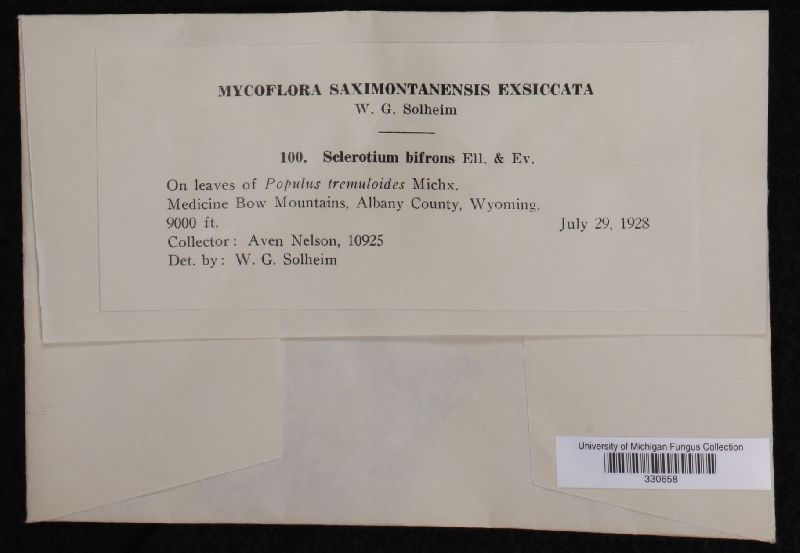 MYCOFLORA SAXIMONTANENSIS EXSICCATA
W. G. Solheim
100. Sclerotium bifrons Ell. & Ev.
On leaves of Populus tremuloides Michx.
Medicine Bow Mountains, Albany County, Wyoming,
9000 ft. July 29, 1928
Collector: Aven Nelson, 10925
Det. by: W. G. Solheim
University of Michigan Fungus Collection
330658